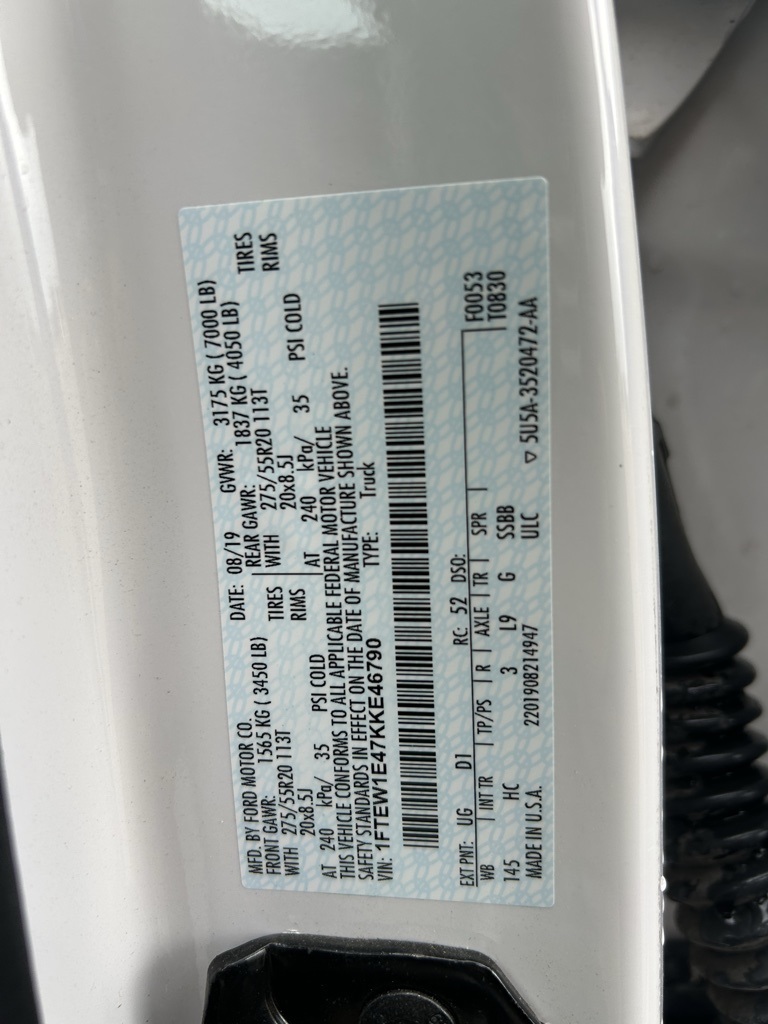 MFD. BY FORD MOTOR CO.
DATE: 08/19 GVWR: 3175 KG ( 7000 LB)
FRONT GAWR: 1565 KG ( 3450 LB)
REAR GAWR: 1837 KG ( 4050 LB)
WITH 275/55R20 113T TIRES
WITH 275/55R20 113T TIRES
20x8.5J RIMS
20x8.5J RIMS
AT 240 kPa/ 35 PSI COLD
AT 240 kPa/ 35 PSI COLD
THIS VEHICLE CONFORMS TO ALL APPLICABLE FEDERAL MOTOR VEHICLE
SAFETY STANDARDS IN EFFECT ON THE DATE OF MANUFACTURE SHOWN ABOVE.
VIN: 1FTEW1E47KKE46790 TYPE: Truck
F0053
T0830
EXT PNT: UG D1 RC: 52 DSO:
WB INT TR TP/PS R AXLE TR SPR
145 HC 3 L9 G SSBB
MADE IN U.S.A. 2201908214947 ULC ▽ 5U5A-3520472-AA